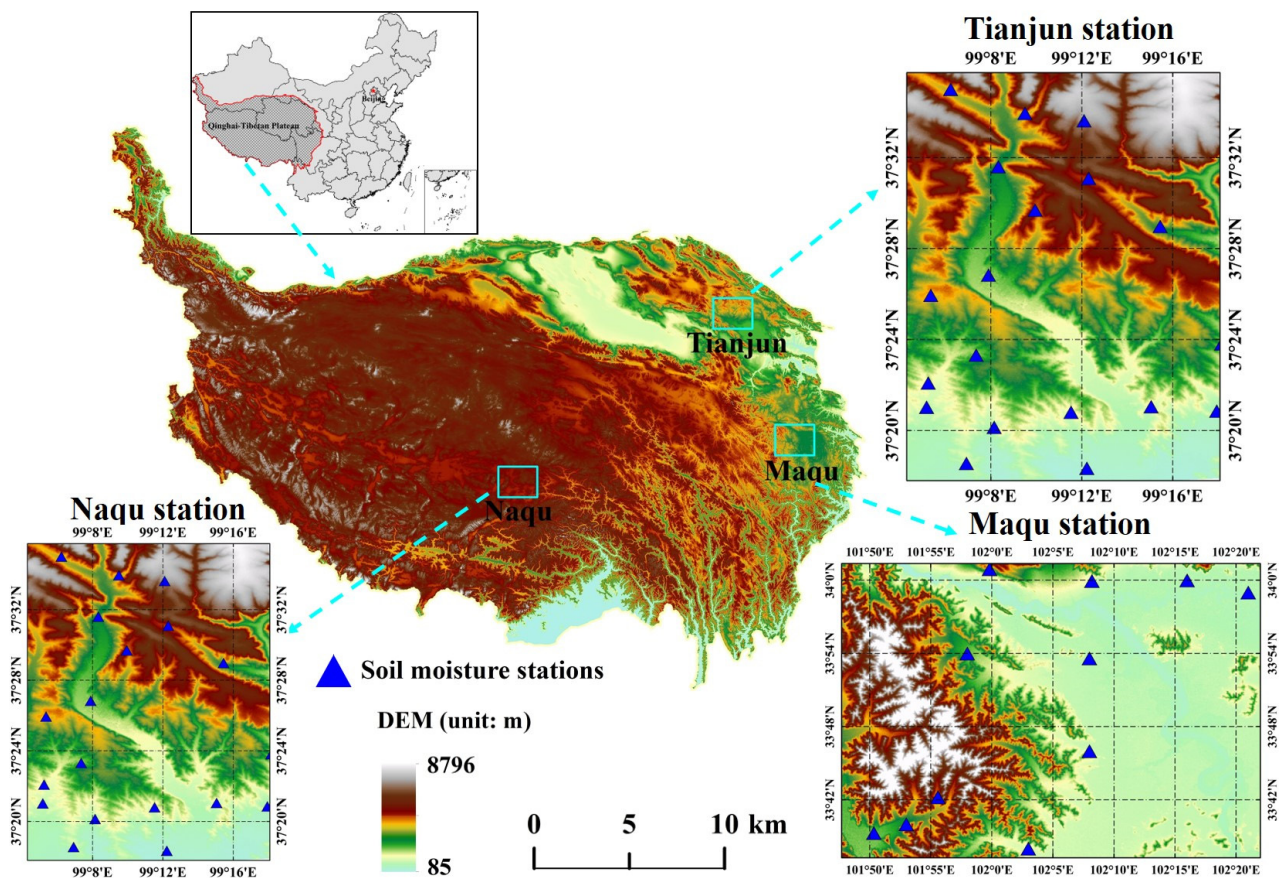 Beijing
Qinghai-Tibetan Plateau
Tianjun station
99°8'E 99°12'E 99°16'E
37°32'N 37°32'N
37°28'N 37°28'N
37°24'N 37°24'N
37°20'N 37°20'N
99°8'E 99°12'E 99°16'E
Tianjun
Maqu
Naqu
Naqu station
99°8'E 99°12'E 99°16'E
37°32'N 37°32'N
37°28'N 37°28'N
37°24'N 37°24'N
37°20'N 37°20'N
99°8'E 99°12'E 99°16'E
Maqu station
101°50'E 101°55'E 102°0'E 102°5'E 102°10'E 102°15'E 102°20'E
34°0'N 34°0'N
33°54'N 33°54'N
33°48'N 33°48'N
33°42'N 33°42'N
101°50'E 101°55'E 102°0'E 102°5'E 102°10'E 102°15'E 102°20'E
Soil moisture stations
DEM (unit: m)
8796
85
0 5 10 km